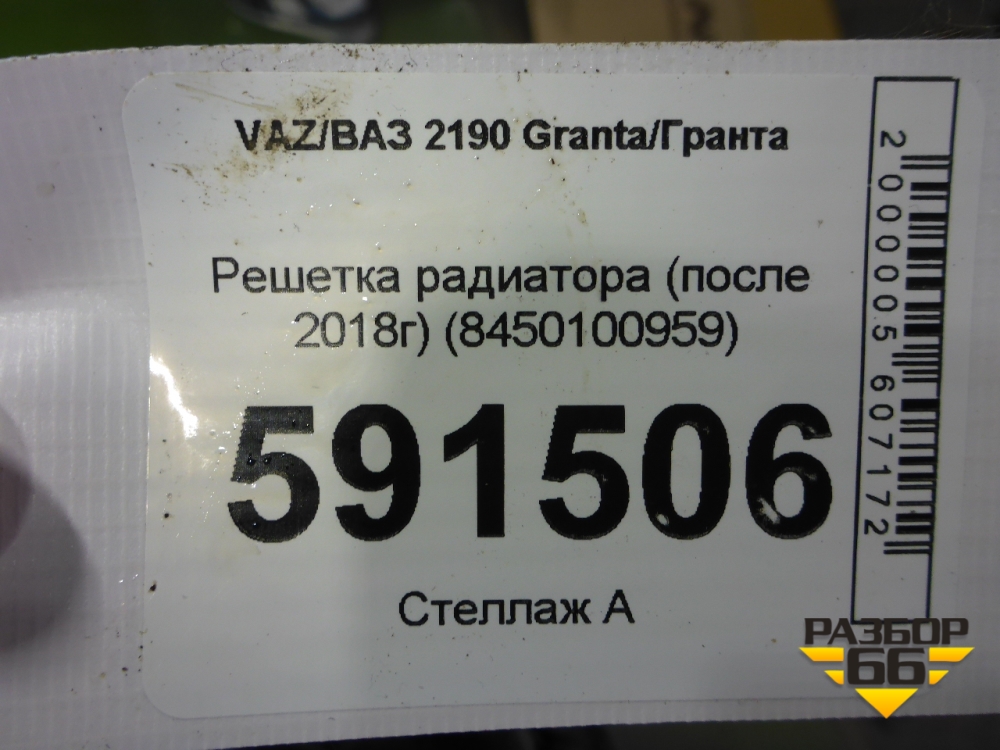 VAZ/ВАЗ 2190 Granta/Гранта
Решетка радиатора (после
2018г) (8450100959)
591506
Стеллаж А
2000005607172
РАЗБОР
66